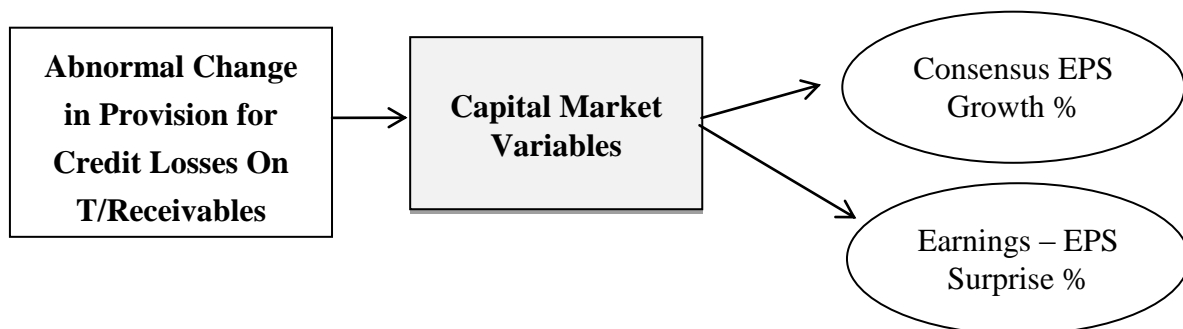 Abnormal Change
in Provision for
Credit Losses On
T/Receivables
Capital Market
Variables
Consensus EPS
Growth %
Earnings – EPS
Surprise %